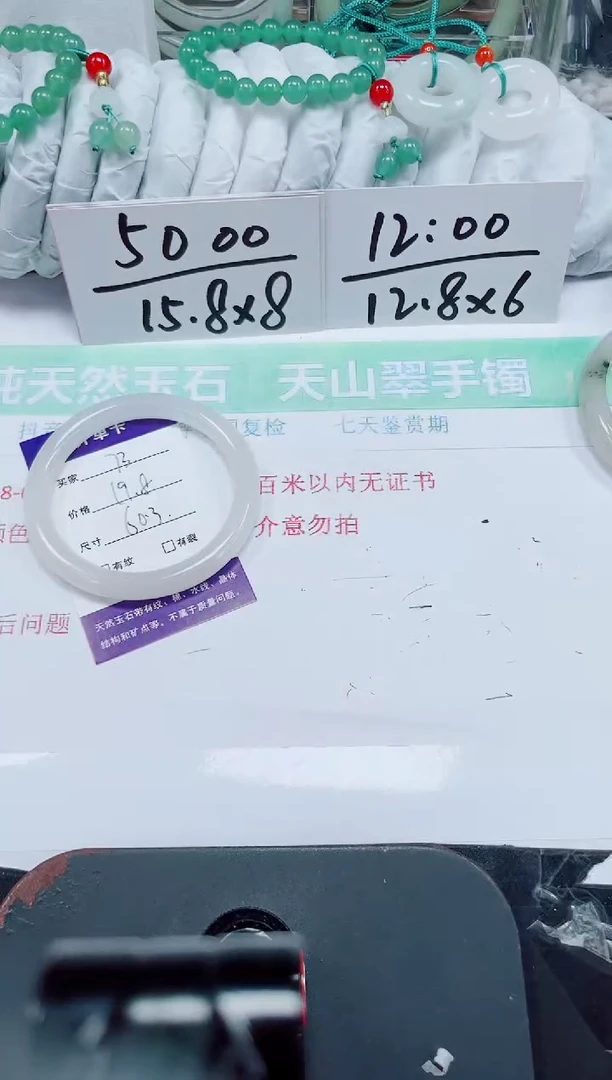 50 00
15.8x8
12:00
12.8x6
纯天然玉石 天山翠手镯
复检 七天鉴赏期
买家
价格 19.8
尺寸 60.3
有纹 有裂
百米以内无证书
介意勿拍
后问题
天然玉石带有纹、棉、水线、晶体
结构和矿点等。不属于质量问题。